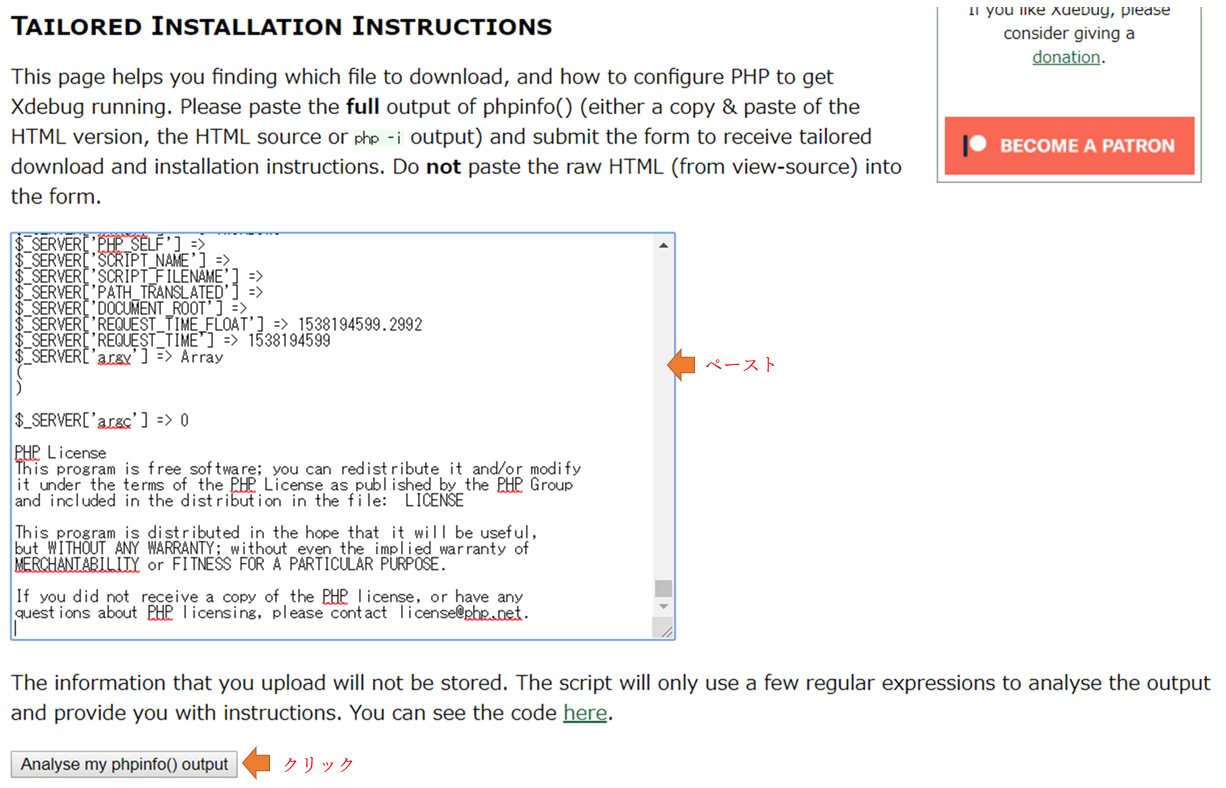 TAILORED INSTALLATION INSTRUCTIONS
This page helps you finding which file to download, and how to configure PHP to get
Xdebug running. Please paste the full output of phpinfo() (either a copy & paste of the
HTML version, the HTML source or php -i output) and submit the form to receive tailored
download and installation instructions. Do not paste the raw HTML (from view-source) into
the form.
If you like Xdebug, please
consider giving a
donation.
BECOME A PATRON
$_SERVER['PHP_SELF'] =>
$_SERVER['SCRIPT_NAME'] =>
$_SERVER['SCRIPT_FILENAME'] =>
$_SERVER['PATH_TRANSLATED'] =>
$_SERVER['DOCUMENT_ROOT'] =>
$_SERVER['REQUEST_TIME_FLOAT'] => 1538194599.2992
$_SERVER['REQUEST_TIME'] => 1538194599
$_SERVER['argv'] => Array
(
)
$_SERVER['argc'] => 0
PHP License
This program is free software; you can redistribute it and/or modify
it under the terms of the PHP License as published by the PHP Group
and included in the distribution in the file:  LICENSE
This program is distributed in the hope that it will be useful,
but WITHOUT ANY WARRANTY; without even the implied warranty of
MERCHANTABILITY or FITNESS FOR A PARTICULAR PURPOSE.
If you did not receive a copy of the PHP license, or have any
questions about PHP licensing, please contact license@php.net.
ペースト
The information that you upload will not be stored. The script will only use a few regular expressions to analyse the output
and provide you with instructions. You can see the code here.
Analyse my phpinfo() output
クリック